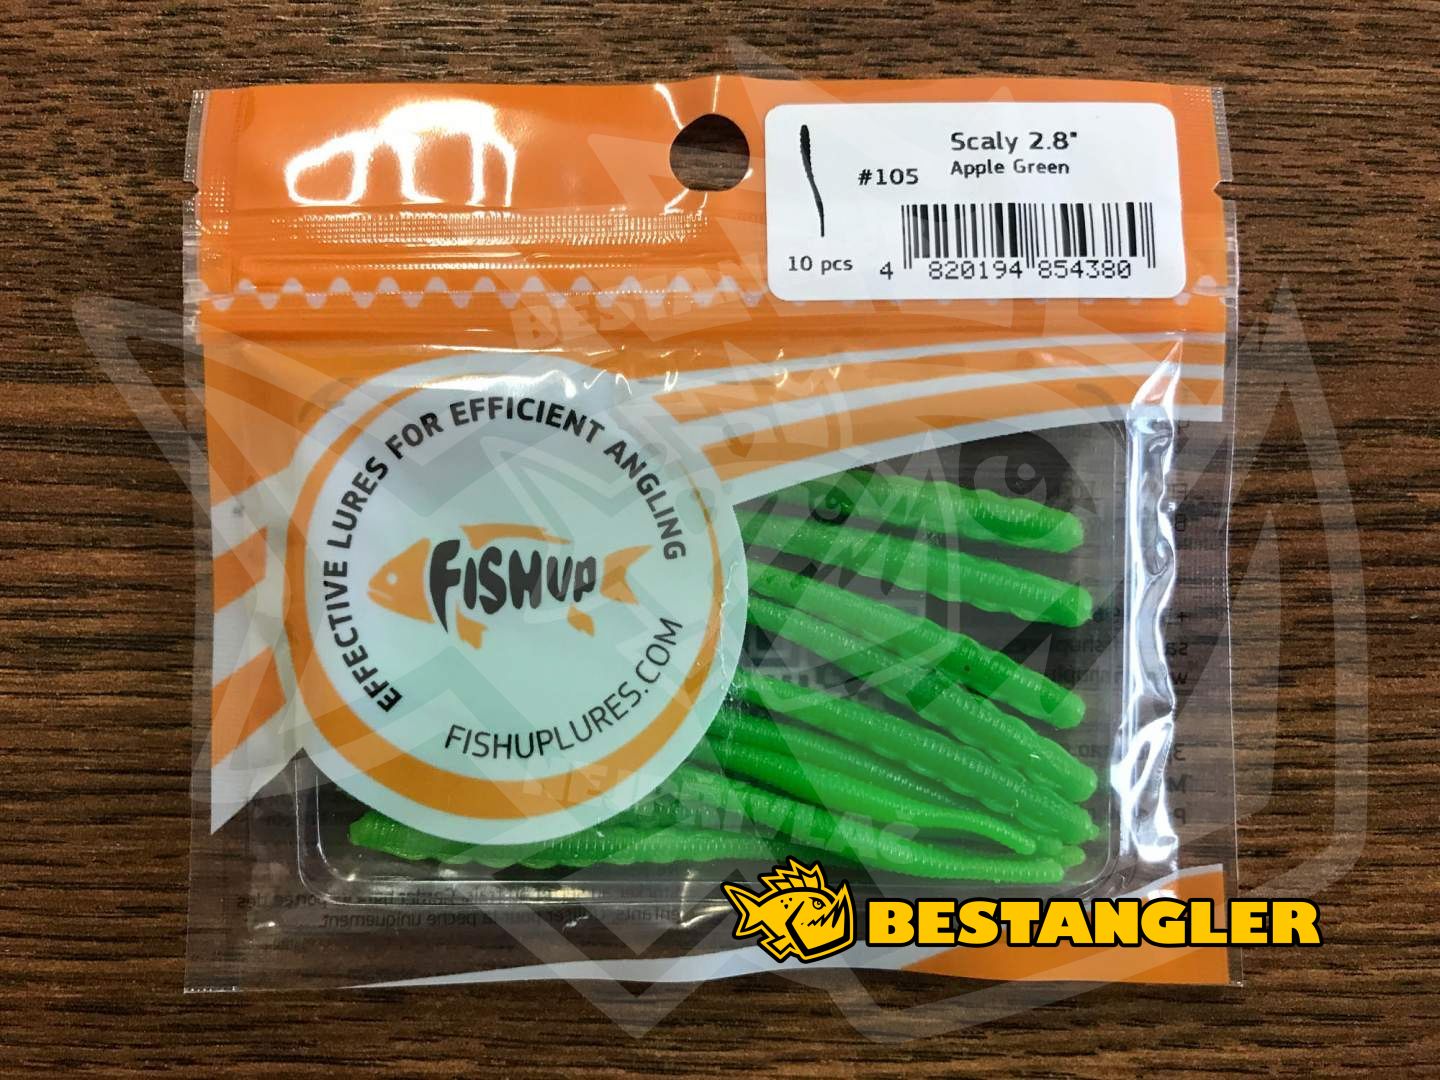 Scaly 2.8"
Apple Green
#105
10 pcs
4 820194 854380
EFFECTIVE LURES FOR EFFICIENT ANGLING
FISHUP
FISHUPLURES.COM
BESTANGLER